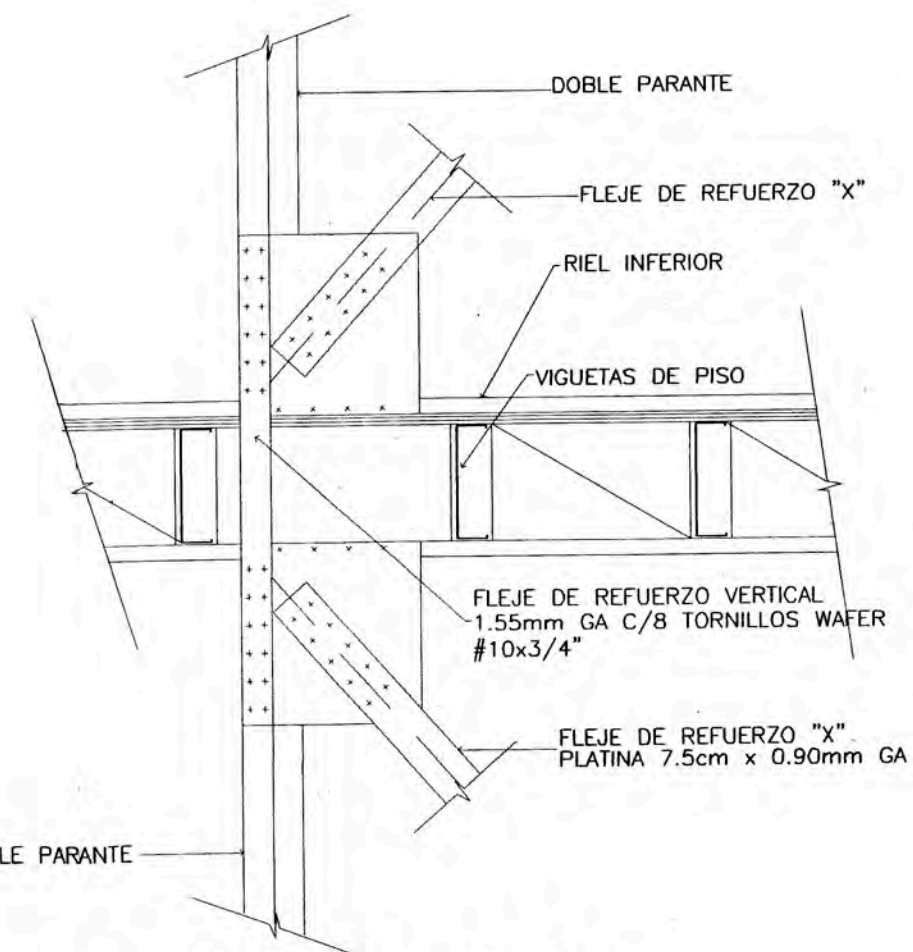 DOBLE PARANTE
FLEJE DE REFUERZO "X"
RIEL INFERIOR
VIGUETAS DE PISO
FLEJE DE REFUERZO VERTICAL
1.55mm GA C/8 TORNILLOS WAFER
#10x3/4"
FLEJE DE REFUERZO "X"
PLATINA 7.5cm x 0.90mm GA
LE PARANTE